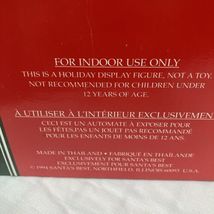 FOR INDOOR USE ONLY
THIS IS A HOLIDAY DISPLAY FIGURE, NOT A TOY.
NOT RECOMMENDED FOR CHILDREN UNDER
12 YEARS OF AGE.
À UTILISER À L'INTÉRIEUR EXCLUSIVEMENT
CECI EST UN AUTOMATE À EXPOSER POUR
LES FÊTES, PAS UN JOUET PAS RECOMMANDÉ
POUR LES ENFANTS DE MOINS DE 12 ANS.
MADE IN THAILAND • FABRIQUÉ EN THAÏLANDE
EXCLUSIVELY FOR SANTA'S BEST
EXCLUSIVEMENT POUR SANTA'S BEST
© 1994 SANTA'S BEST, NORTHFIELD, ILLINOIS 60093 U.S.A.